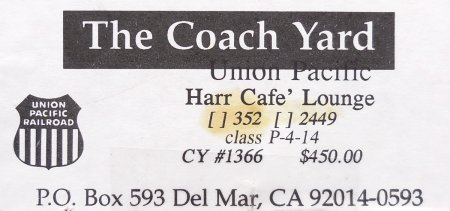 The Coach Yard
Union Pacific
Harr Cafe' Lounge
[ ] 352 [ ] 2449
class P-4-14
CY #1366 $450.00
UNION
PACIFIC
RAILROAD
P.O. Box 593 Del Mar, CA 92014-0593